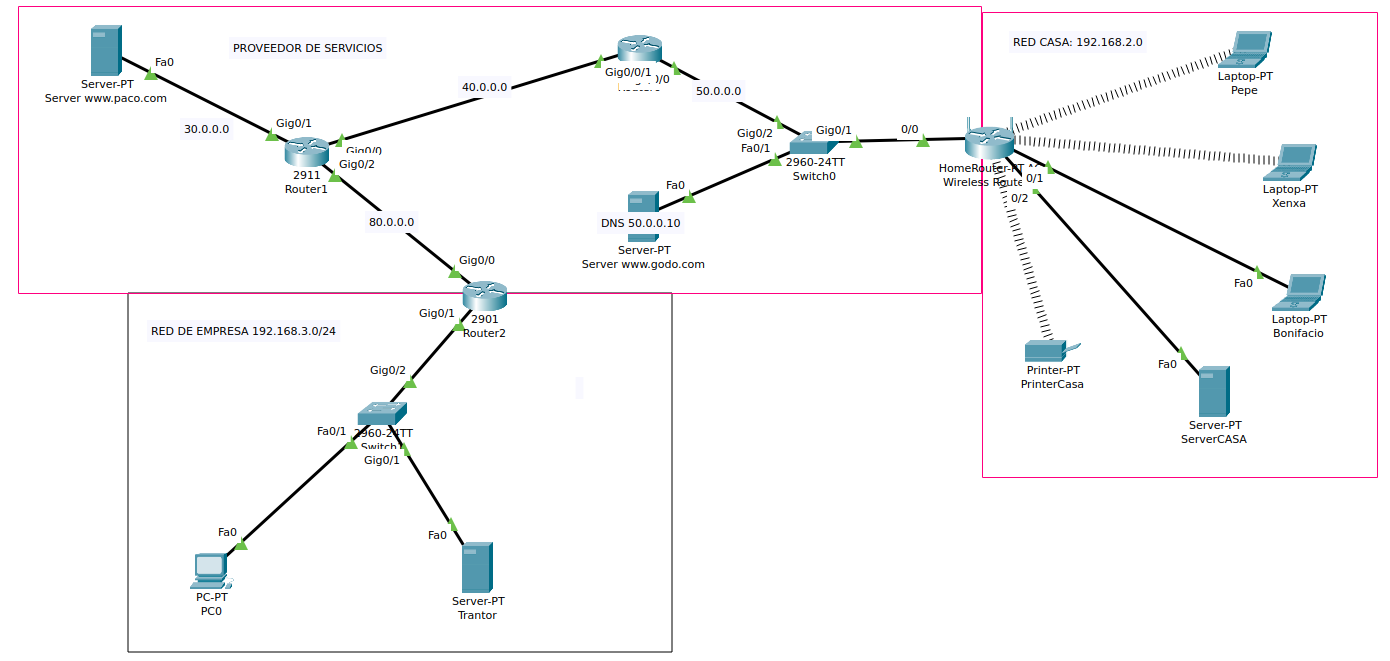 PROVEEDOR DE SERVICIOS
Fa0
Server-PT
Server www.paco.com
30.0.0.0
Gig0/1
2911
Router1
Gig0/0
Gig0/2
40.0.0.0
Gig0/0/1
50.0.0.0
Gig0/2
Fa0/1
Gig0/1
2960-24TT
Switch0
0/0
Fa0
DNS 50.0.0.10
Server-PT
Server www.godo.com
80.0.0.0
Gig0/0
2901
Router2
Gig0/1
RED DE EMPRESA 192.168.3.0/24
Gig0/2
2960-24TT
Fa0/1
Gig0/1
Fa0
PC-PT
PC0
Fa0
Server-PT
Trantor
RED CASA: 192.168.2.0
Laptop-PT
Pepe
HomeRouter-PT
Wireless
0/1
0/2
Laptop-PT
Xenxa
Fa0
Laptop-PT
Bonifacio
Printer-PT
PrinterCasa
Fa0
Server-PT
ServerCASA